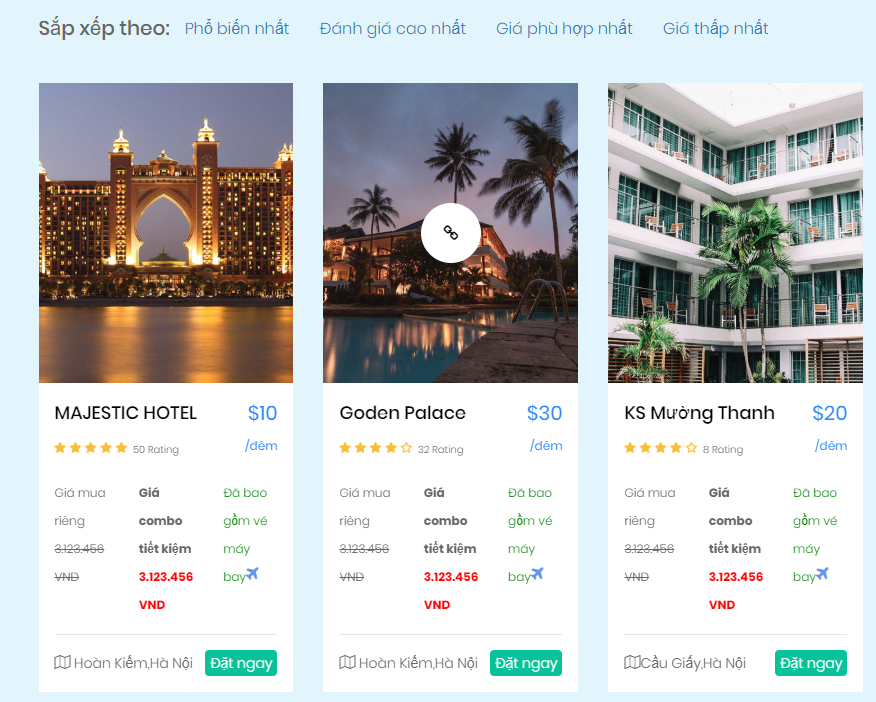 Sắp xếp theo: Phổ biến nhất Đánh giá cao nhất Giá phù hợp nhất Giá thấp nhất
MAJESTIC HOTEL $10
50 Rating /đêm
Giá mua Giá Đã bao
riêng combo gồm vé
3.123.456 tiết kiệm máy
VND 3.123.456 bay
VND
Hoàn Kiếm,Hà Nội Đặt ngay
Goden Palace $30
32 Rating /đêm
Giá mua Giá Đã bao
riêng combo gồm vé
3.123.456 tiết kiệm máy
VND 3.123.456 bay
VND
Hoàn Kiếm,Hà Nội Đặt ngay
KS Mường Thanh $20
8 Rating /đêm
Giá mua Giá Đã bao
riêng combo gồm vé
3.123.456 tiết kiệm máy
VND 3.123.456 bay
VND
Cầu Giấy,Hà Nội Đặt ngay